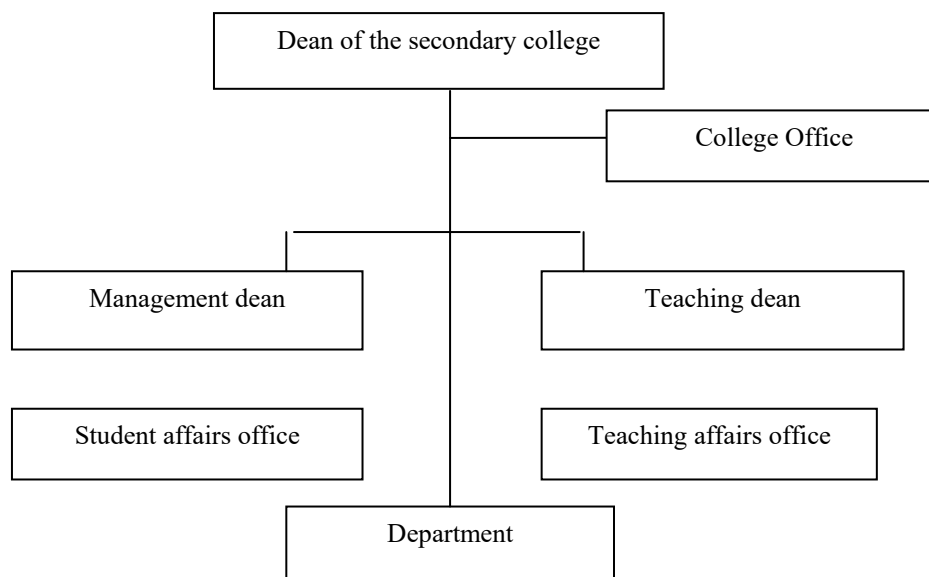 Dean of the secondary college
College Office
Management dean
Teaching dean
Student affairs office
Teaching affairs office
Department